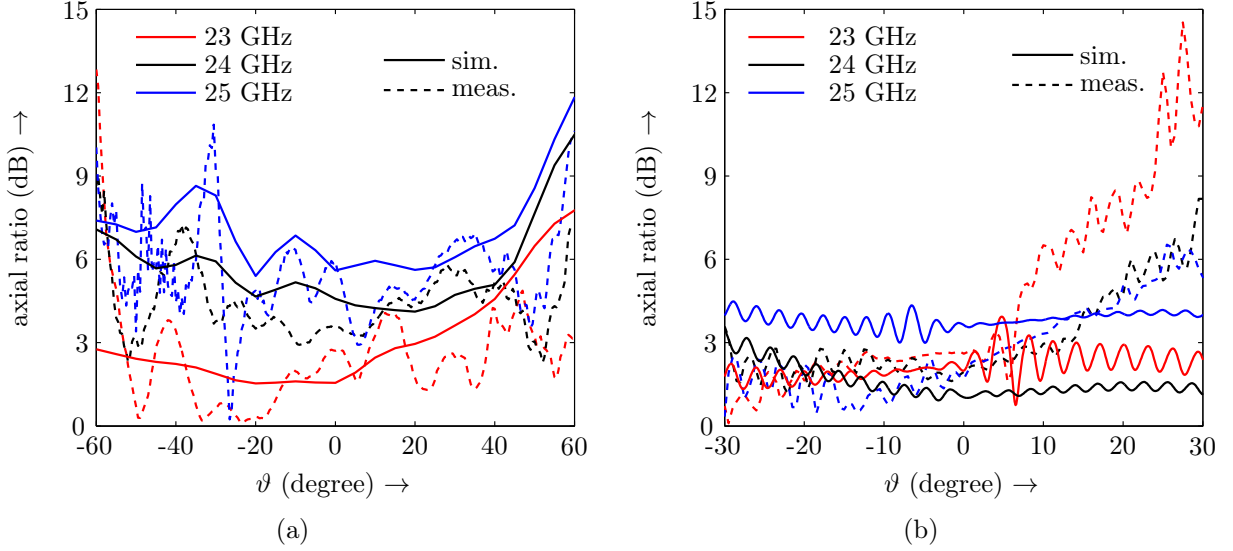 15
12
9
6
3
0
axial ratio (dB) →
23 GHz
24 GHz
25 GHz
sim.
meas.
-60
-40
-20
0
20
40
60
ϑ (degree) →
(a)
15
12
9
6
3
0
axial ratio (dB) →
23 GHz
24 GHz
25 GHz
sim.
meas.
-30
-20
-10
0
10
20
30
ϑ (degree) →
(b)